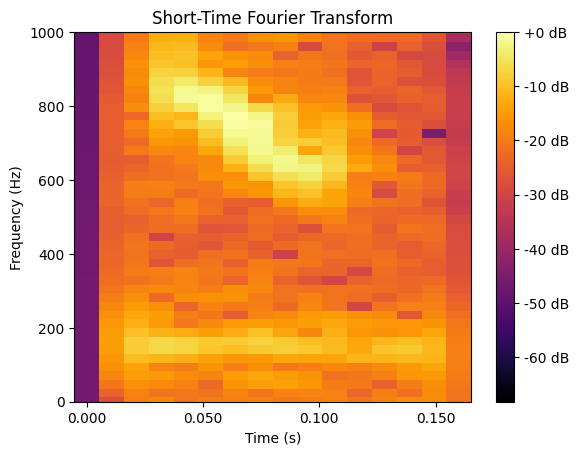 Short-Time Fourier Transform
1000
800
600
400
200
0
Frequency (Hz)
0.000
0.050
0.100
0.150
Time (s)
+0 dB
-10 dB
-20 dB
-30 dB
-40 dB
-50 dB
-60 dB